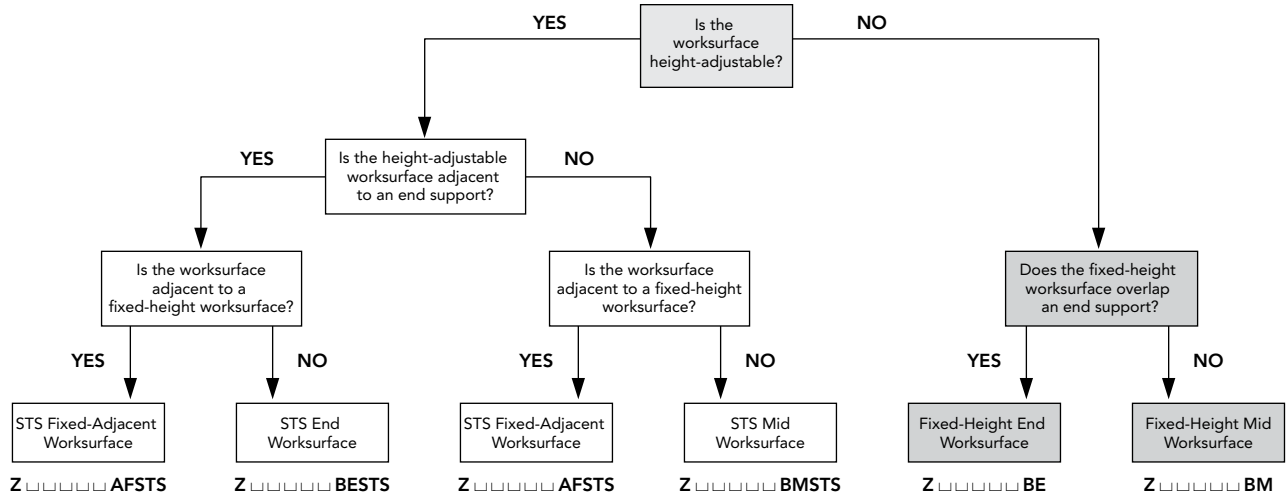 YES
Is the
worksurface
height-adjustable?
NO
YES
Is the height-adjustable
worksurface adjacent
to an end support?
NO
Is the worksurface
adjacent to a
fixed-height worksurface?
Is the worksurface
adjacent to a fixed-height
worksurface?
Does the fixed-height
worksurface overlap
an end support?
YES
NO
YES
NO
YES
NO
STS Fixed-Adjacent
Worksurface
STS End
Worksurface
STS Fixed-Adjacent
Worksurface
STS Mid
Worksurface
Fixed-Height End
Worksurface
Fixed-Height Mid
Worksurface
Z ␣␣␣␣␣ AFSTS
Z ␣␣␣␣␣ BESTS
Z ␣␣␣␣␣ AFSTS
Z ␣␣␣␣␣ BMSTS
Z ␣␣␣␣␣ BE
Z ␣␣␣␣␣ BM